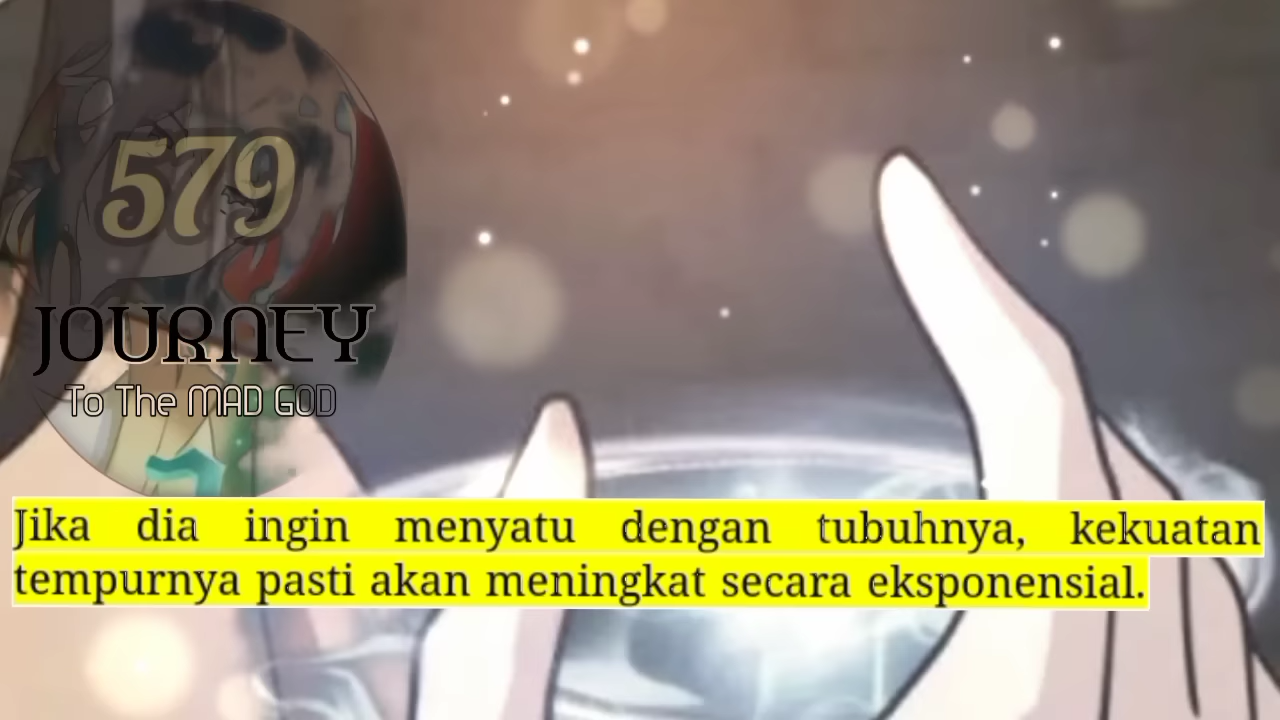 579
JOURNEY
To The MAD GOD
Jika dia ingin menyatu dengan tubuhnya, kekuatan
tempurnya pasti akan meningkat secara eksponensial.